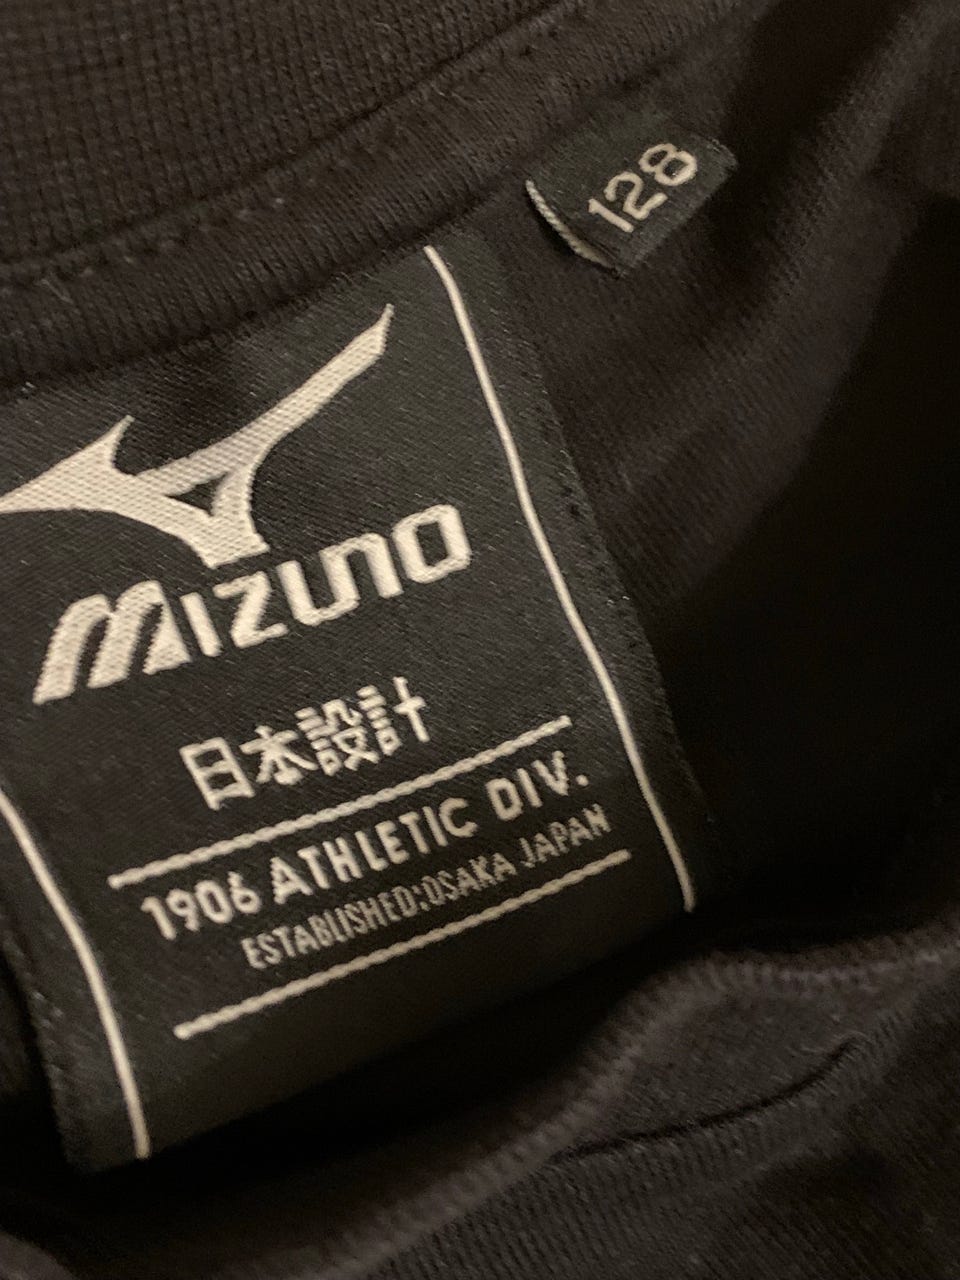 128
MIZUNO
日本設計
1906 ATHLETIC DIV.
ESTABLISHED:OSAKA JAPAN